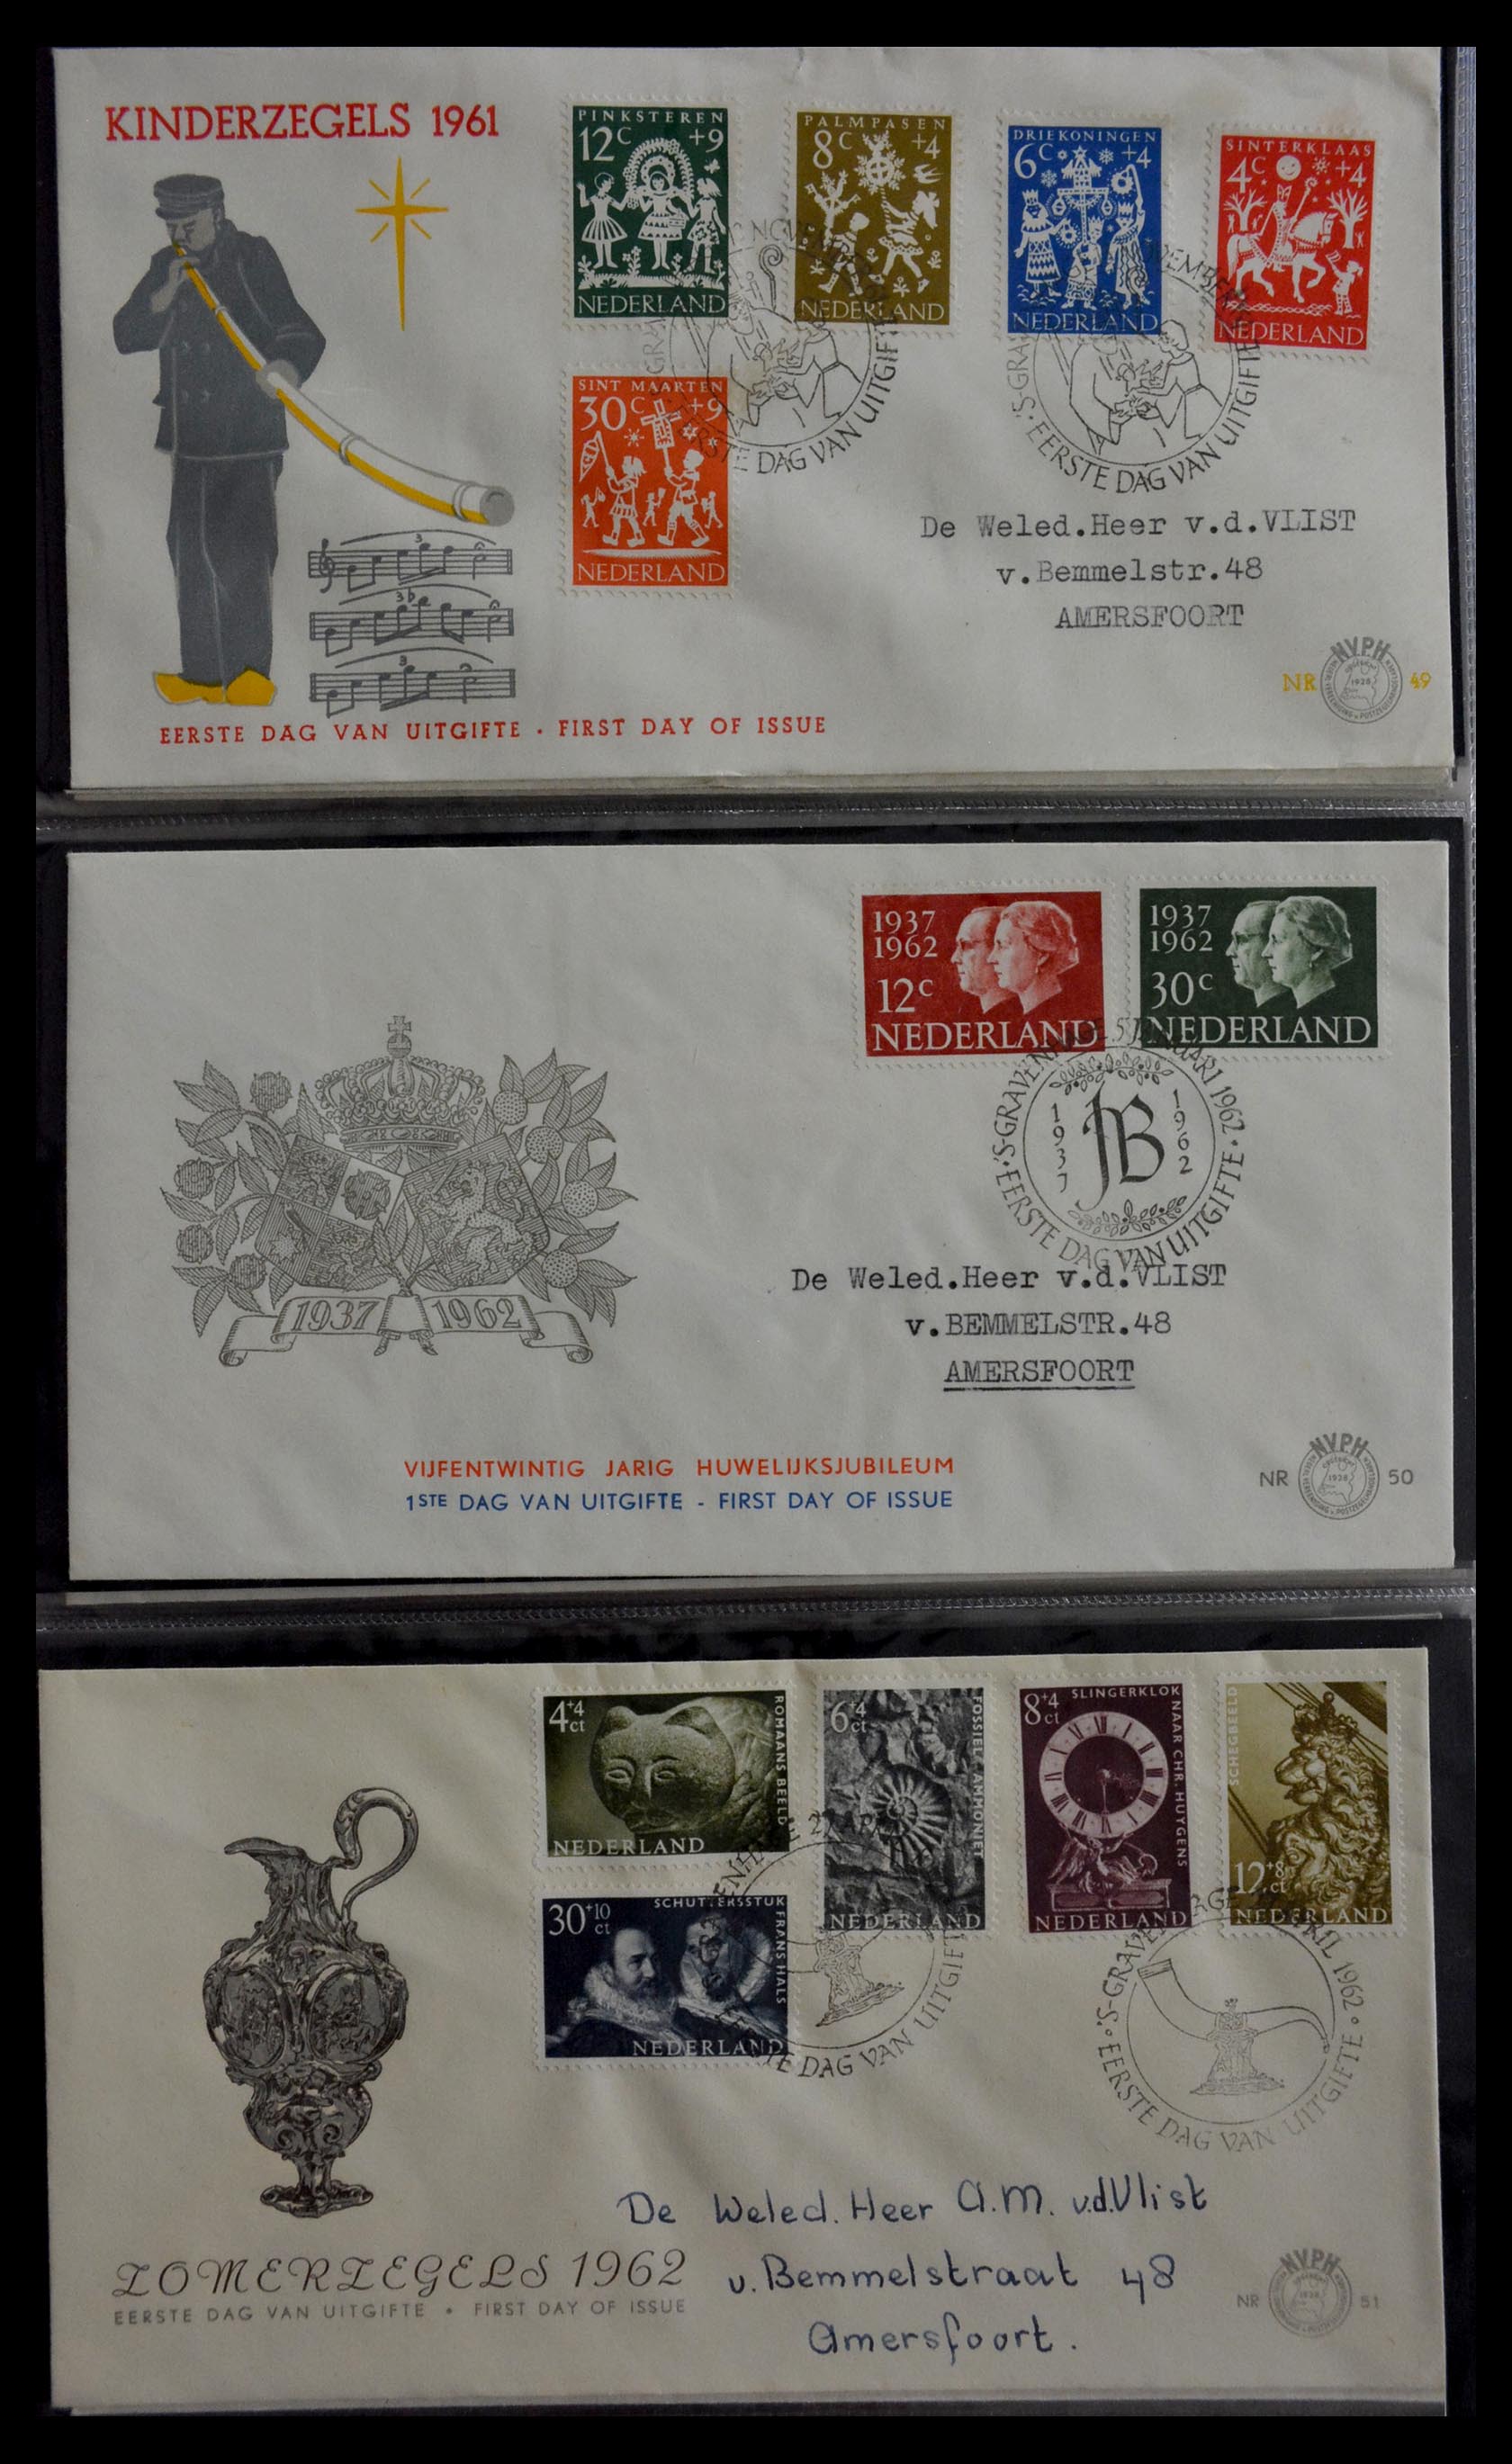 KINDERZEGELS 1961
PINKSTEREN
12C +9
NEDERLAND
PALMPASEN
8C +4
NEDERLAND
DRIEKONINGEN
6C +4
NEDERLAND
SINTERKLAAS
4C +4
NEDERLAND
SINT MAARTEN
30C +9
NEDERLAND
DAG VAN UITGIFTE
EERSTE DAG VAN UITGIFTE
De Weled.Heer v.d.VLIST
v.Bemmelstr.48
AMERSFOORT
NR NVPH 49
1928
EERSTE DAG VAN UITGIFTE . FIRST DAY OF ISSUE
1937
1962
12c
NEDERLAND
1937
1962
30c
NEDERLAND
'S-GRAVENHAGE, 5 JANUARI 1962 · EERSTE DAG VAN UITGIFTE
1937 JB 1962
1937 1962
De Weled.Heer v.d.VLIST
v.BEMMELSTR.48
AMERSFOORT
VIJFENTWINTIG JARIG HUWELIJKSJUBILEUM
1STE DAG VAN UITGIFTE - FIRST DAY OF ISSUE
NR NVPH 50
1928
4+4 ct
ROMAANS BEELD
NEDERLAND
6+4 ct
FOSSIEL: AMMONIET
NEDERLAND
8+4 ct
SLINGERKLOK NAAR CHR. HUYGENS
NEDERLAND
12+8 ct
SCHEGBEELD
NEDERLAND
30+10 ct
SCHUTTERSSTUK FRANS HALS
NEDERLAND
DAG VAN UITGIFTE
1962 · EERSTE DAG VAN UITGIFTE
De Weled. Heer A.M. v.d.Vlist
v. Bemmelstraat 48
Amersfoort.
ZOMERZEGELS 1962
EERSTE DAG VAN UITGIFTE • FIRST DAY OF ISSUE
NR NVPH 51